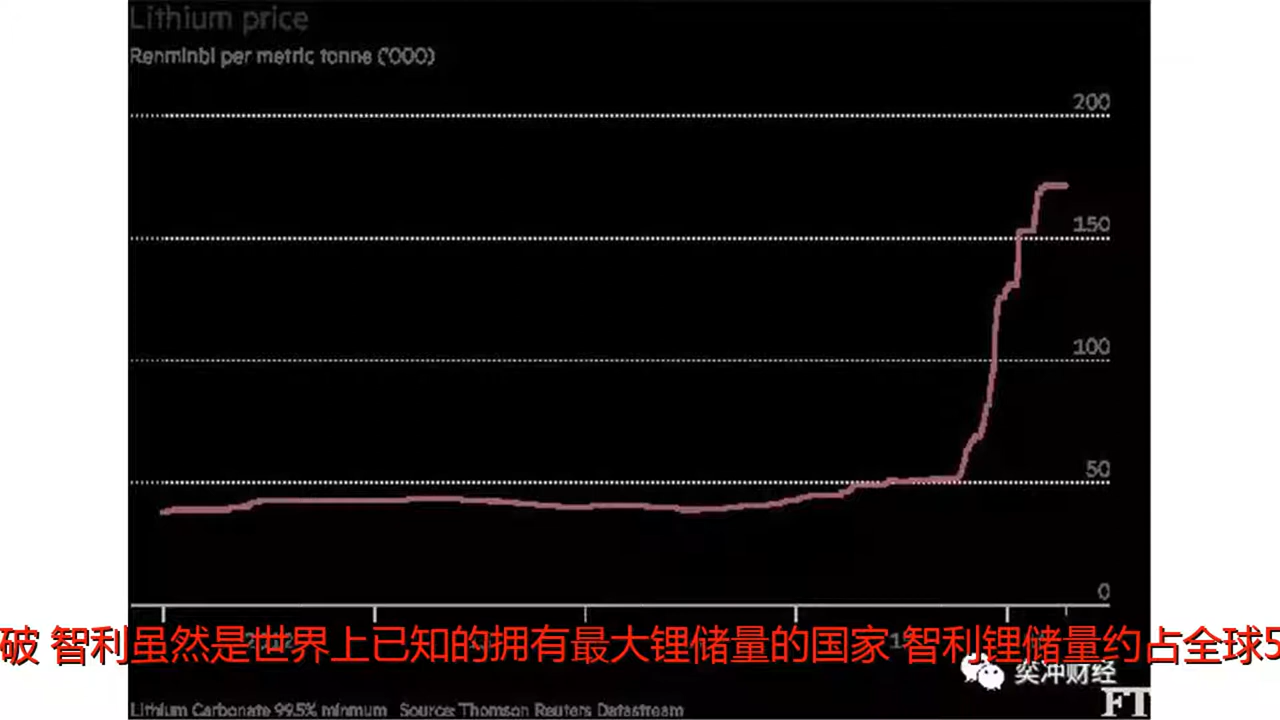 Lithium price
Renminbi per metric tonne ('000)
200
150
100
50
0
破 智利虽然是世界上已知的拥有最大锂储量的国家 智利锂储量约占全球5
奕冲财经
Lithium Carbonate 99.5% minmum Source: Thomson Reuters Datastream
FT